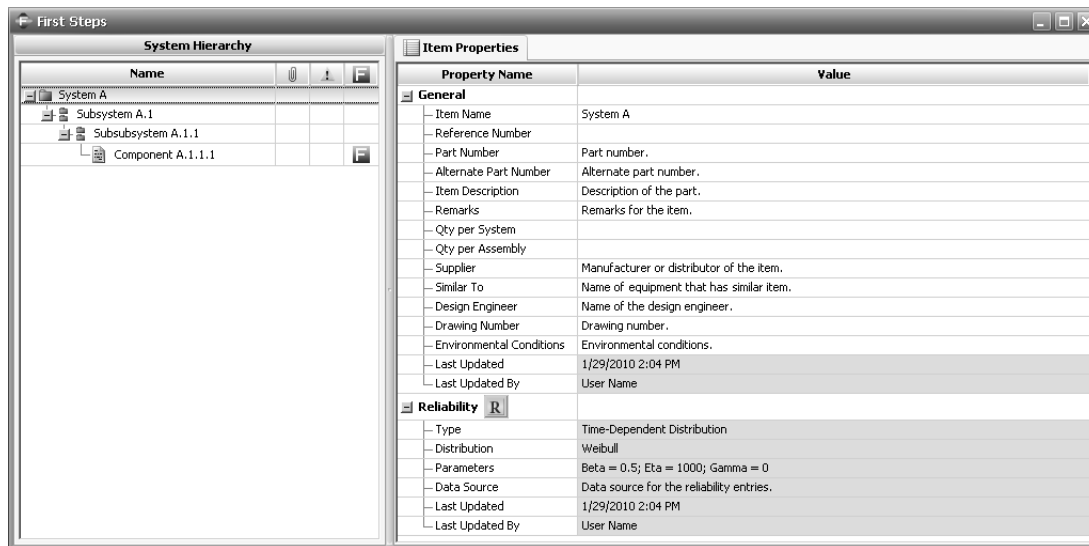 First Steps
System Hierarchy
Name F
System A
Subsystem A.1
Subsubsystem A.1.1
Component A.1.1.1 F
Item Properties
Property Name Value
General
Item Name System A
Reference Number
Part Number Part number.
Alternate Part Number Alternate part number.
Item Description Description of the part.
Remarks Remarks for the item.
Qty per System
Qty per Assembly
Supplier Manufacturer or distributor of the item.
Similar To Name of equipment that has similar item.
Design Engineer Name of the design engineer.
Drawing Number Drawing number.
Environmental Conditions Environmental conditions.
Last Updated 1/29/2010 2:04 PM
Last Updated By User Name
Reliability R
Type Time-Dependent Distribution
Distribution Weibull
Parameters Beta = 0.5; Eta = 1000; Gamma = 0
Data Source Data source for the reliability entries.
Last Updated 1/29/2010 2:04 PM
Last Updated By User Name